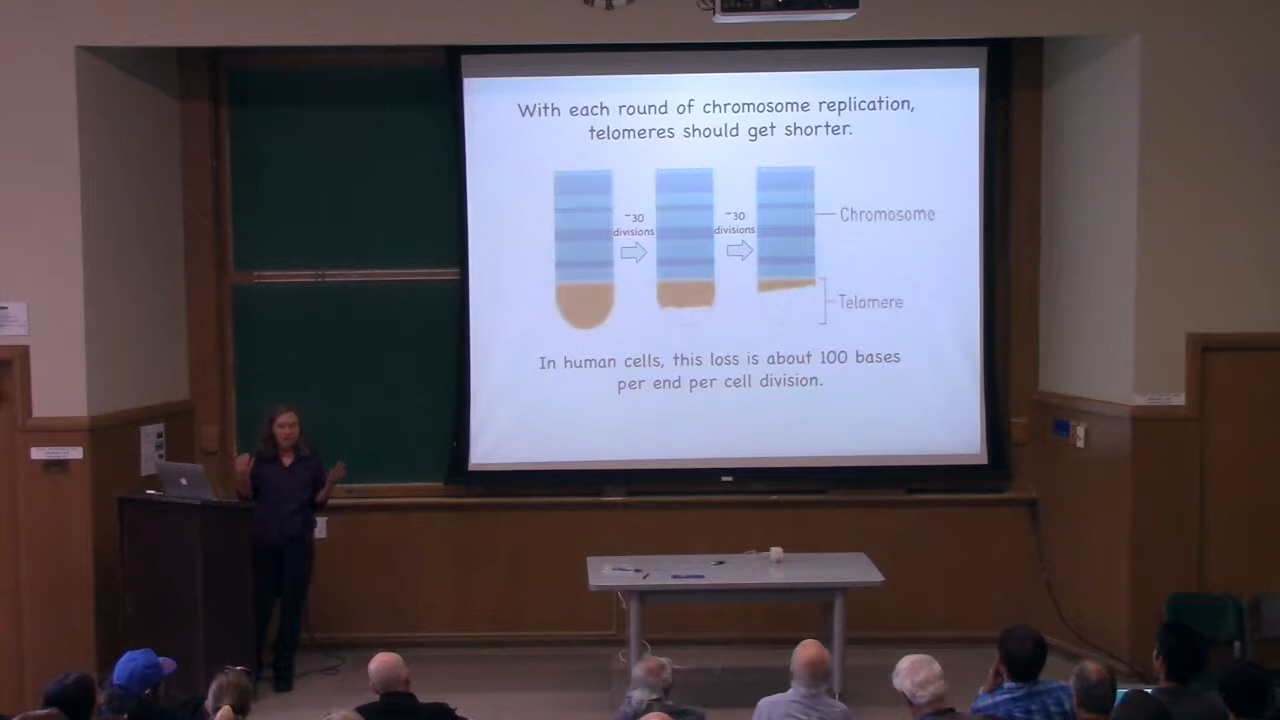 With each round of chromosome replication,
telomeres should get shorter.
~30
divisions
~30
divisions
Chromosome
Telomere
In human cells, this loss is about 100 bases
per end per cell division.